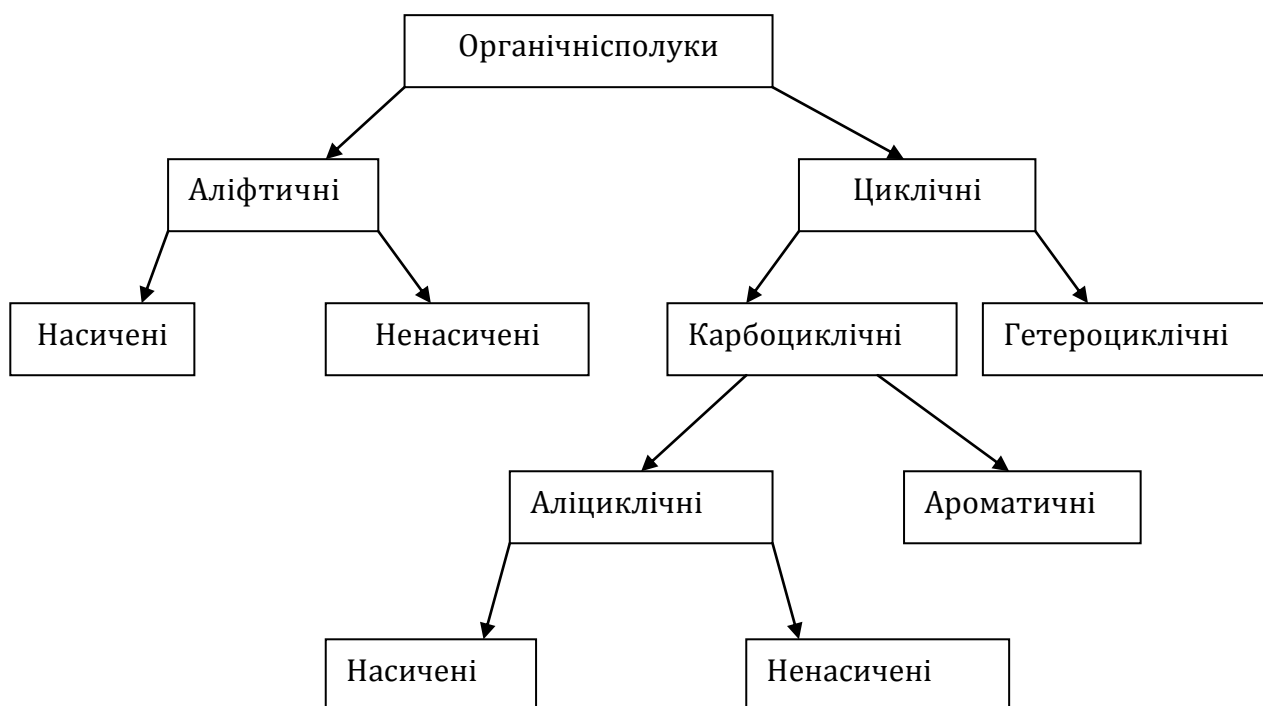 Органічнісполуки
Аліфтичні
Циклічні
Насичені
Ненасичені
Карбоциклічні
Гетероциклічні
Аліциклічні
Ароматичні
Насичені
Ненасичені